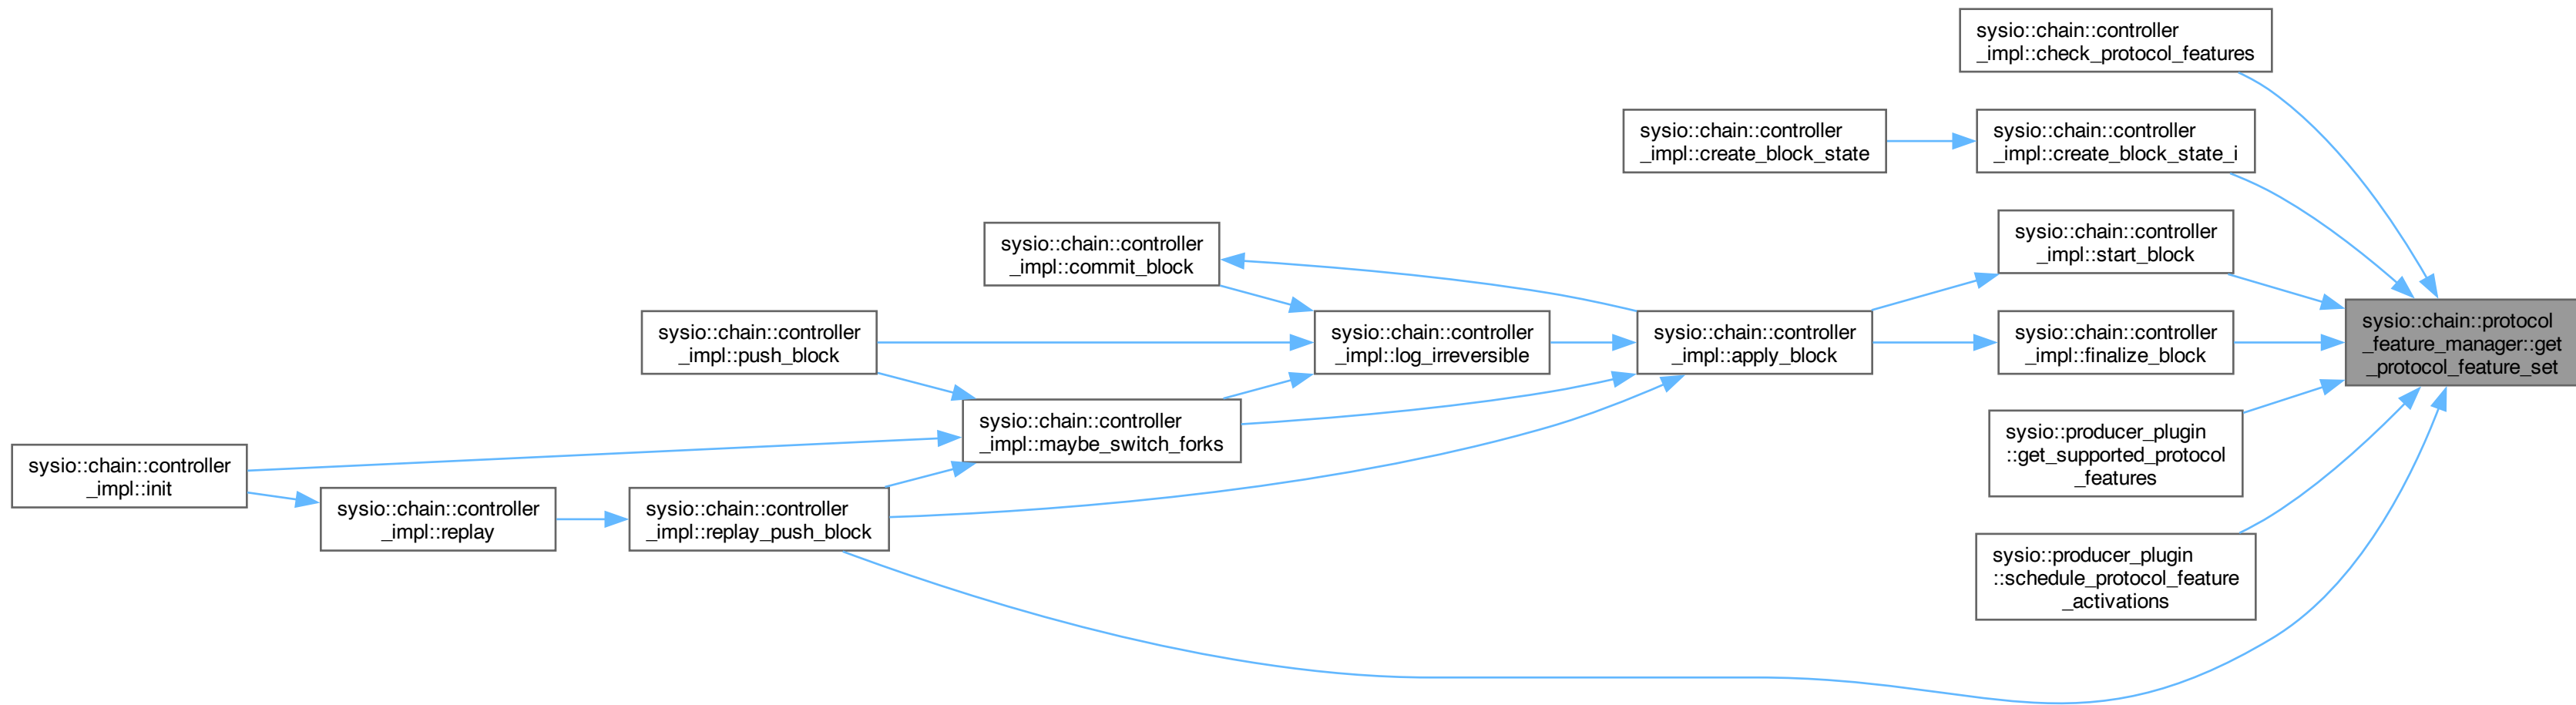 sysio::chain::controller
_impl::check_protocol_features
sysio::chain::controller
_impl::create_block_state
sysio::chain::controller
_impl::create_block_state_i
sysio::chain::controller
_impl::start_block
sysio::chain::controller
_impl::commit_block
sysio::chain::controller
_impl::push_block
sysio::chain::controller
_impl::log_irreversible
sysio::chain::controller
_impl::apply_block
sysio::chain::controller
_impl::finalize_block
sysio::chain::protocol
_feature_manager::get
_protocol_feature_set
sysio::chain::controller
_impl::maybe_switch_forks
sysio::producer_plugin
::get_supported_protocol
_features
sysio::chain::controller
_impl::init
sysio::chain::controller
_impl::replay
sysio::chain::controller
_impl::replay_push_block
sysio::producer_plugin
::schedule_protocol_feature
_activations